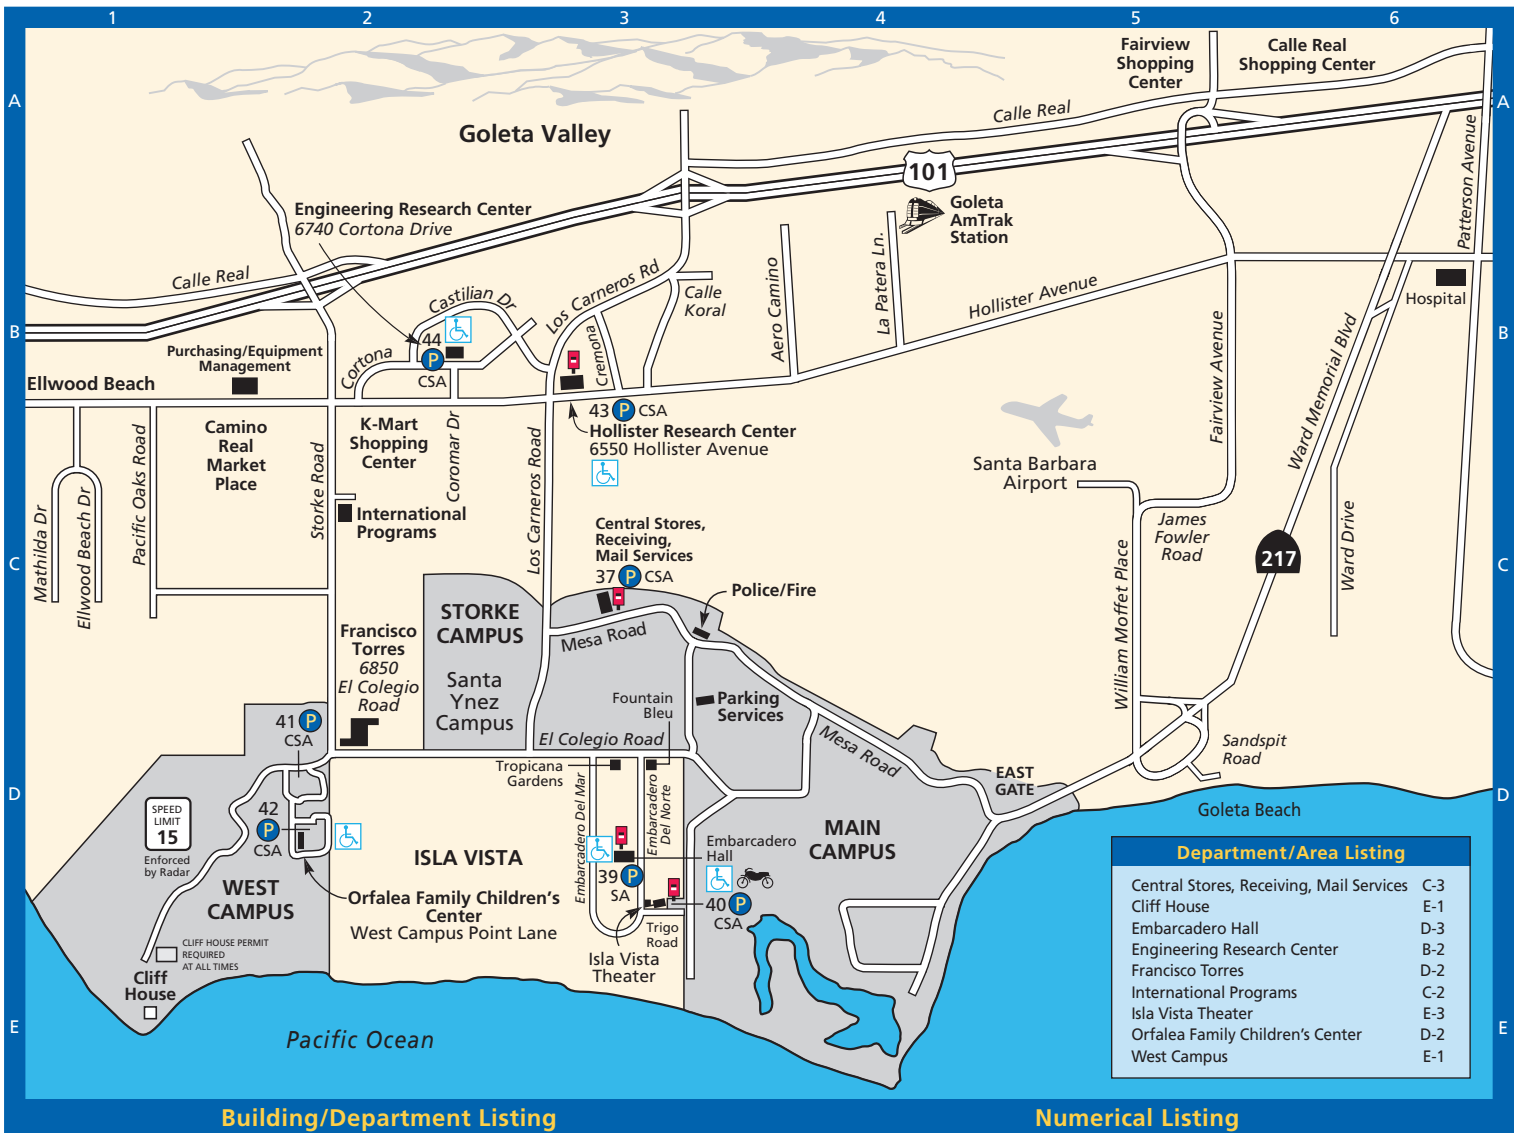 1 2 3 4 5 6
A
A
B
B
C
C
D
D
E
E
Fairview
Shopping
Center
Calle Real
Shopping Center
Calle Real
Goleta Valley
101
Patterson Avenue
Engineering Research Center
6740 Cortona Drive
Goleta
AmTrak
Station
Calle Real
Castilian Dr
Los Carneros Rd
Calle
Koral
Aero Camino
La Patera Ln.
Hollister Avenue
Hospital
44
P
CSA
Cortona
Cremona
Purchasing/Equipment
Management
Ellwood Beach
Fairview Avenue
Ward Memorial Blvd
43 P CSA
Hollister Research Center
6550 Hollister Avenue
Camino
Real
Market
Place
K-Mart
Shopping
Center
Pacific Oaks Road
Storke Road
Coromar Dr
Los Carneros Road
Santa Barbara
Airport
Mathilda Dr
Ellwood Beach Dr
International
Programs
James
Fowler
Road
William Moffet Place
217
Ward Drive
Central Stores,
Receiving,
Mail Services
37 P CSA
Police/Fire
Mesa Road
STORKE
CAMPUS
Santa
Ynez
Campus
Francisco
Torres
6850
El Colegio
Road
Fountain
Bleu
Parking
Services
41 P
CSA
El Colegio Road
Mesa Road
Sandspit
Road
Tropicana
Gardens
EAST
GATE
Goleta Beach
SPEED
LIMIT
15
Enforced
by Radar
42
P
CSA
Embarcadero Del Mar
Embarcadero
Del Norte
ISLA VISTA
MAIN
CAMPUS
Embarcadero
Hall
39 P
SA
40 P
CSA
WEST
CAMPUS
Orfalea Family Children’s
Center
West Campus Point Lane
Trigo
Road
Isla Vista
Theater
CLIFF HOUSE PERMIT
REQUIRED
AT ALL TIMES
Cliff
House
Pacific Ocean
Department/Area Listing
Central Stores, Receiving, Mail Services C-3
Cliff House E-1
Embarcadero Hall D-3
Engineering Research Center B-2
Francisco Torres D-2
International Programs C-2
Isla Vista Theater E-3
Orfalea Family Children’s Center D-2
West Campus E-1
Building/Department Listing
Numerical Listing